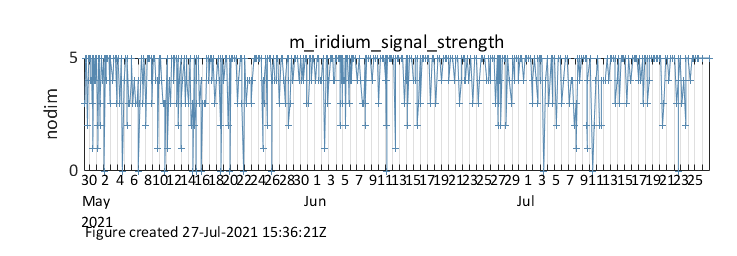 m_iridium_signal_strength
5
nodim
0
30 2 4 6 8 10 12 14 16 18 20 22 24 26 28 30 1 3 5 7 9 11 13 15 17 19 21 23 25 27 29 1 3 5 7 9 11 13 15 17 19 21 23 25
May Jun Jul
2021
Figure created 27-Jul-2021 15:36:21Z